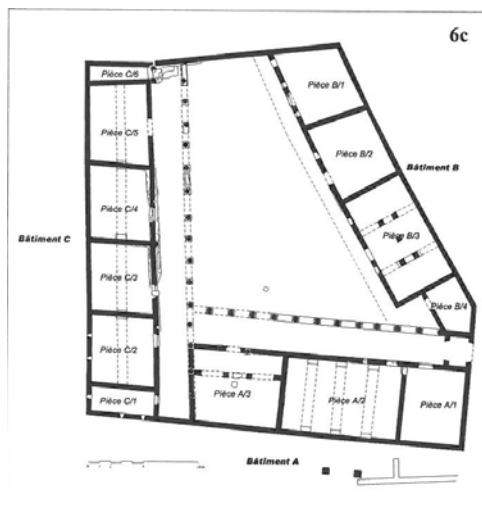 6c
Pièce C/6
Pièce B/1
Pièce C/5
Pièce B/2
Bâtiment B
Pièce C/4
Bâtiment C
Pièce B/3
Pièce C/3
Pièce B/4
Pièce C/2
Pièce A/3
Pièce A/2
Pièce A/1
Pièce C/1
Bâtiment A